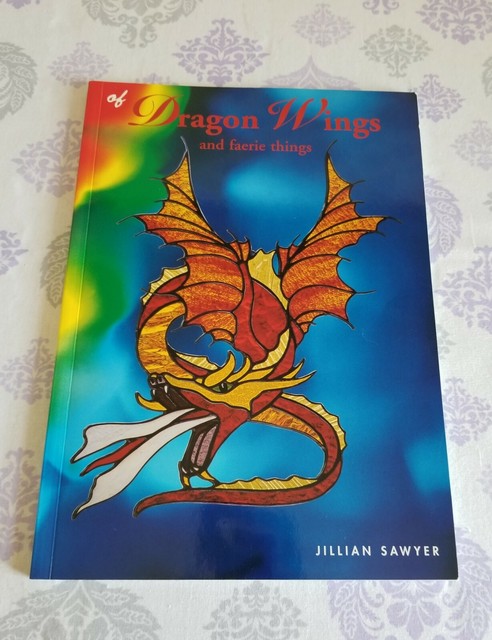 of Dragon Wings
and faerie things
JILLIAN SAWYER